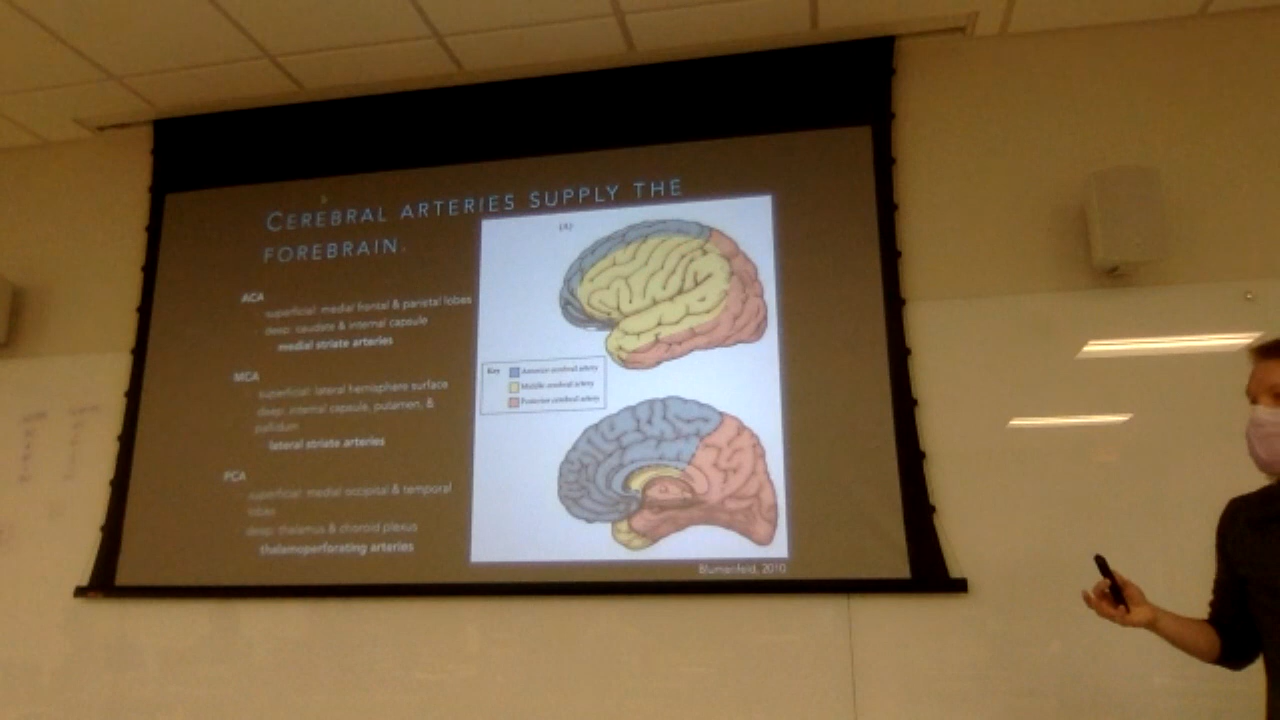 CEREBRAL ARTERIES SUPPLY THE
FOREBRAIN.
ACA
superficial: medial frontal & parietal lobes
deep: caudate & internal capsule
medial striate arteries
MCA
superficial: lateral hemisphere surface
deep: internal capsule, putamen, &
pallidum
lateral striate arteries
PCA
superficial: medial occipital & temporal
lobes
deep: thalamus & choroid plexus
thalamoperforating arteries
(A)
Key
Anterior cerebral artery
Middle cerebral artery
Posterior cerebral artery
Blumenfeld, 2010